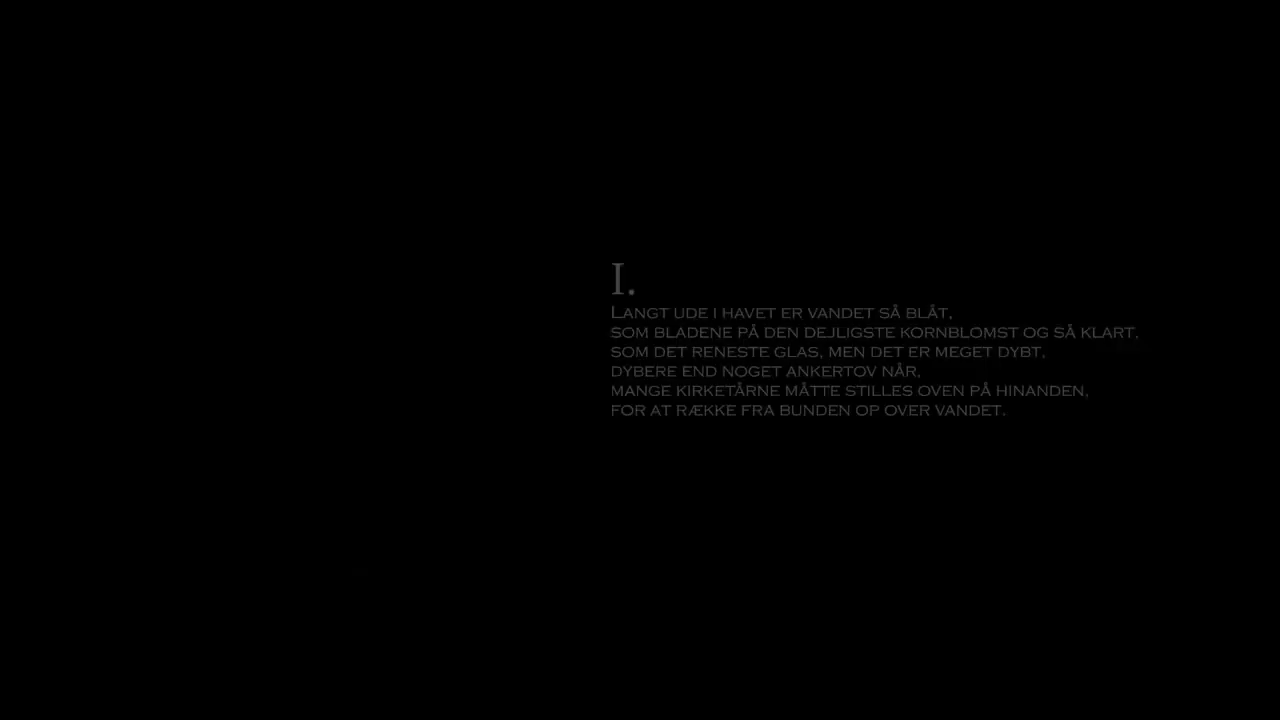 I.
Langt ude i havet er vandet så blåt,
som bladene på den dejligste kornblomst og så klart.
som det reneste glas, men det er meget dybt,
dybere end noget ankertov når,
mange kirketårne måtte stilles oven på hinanden,
for at række fra bunden op over vandet.